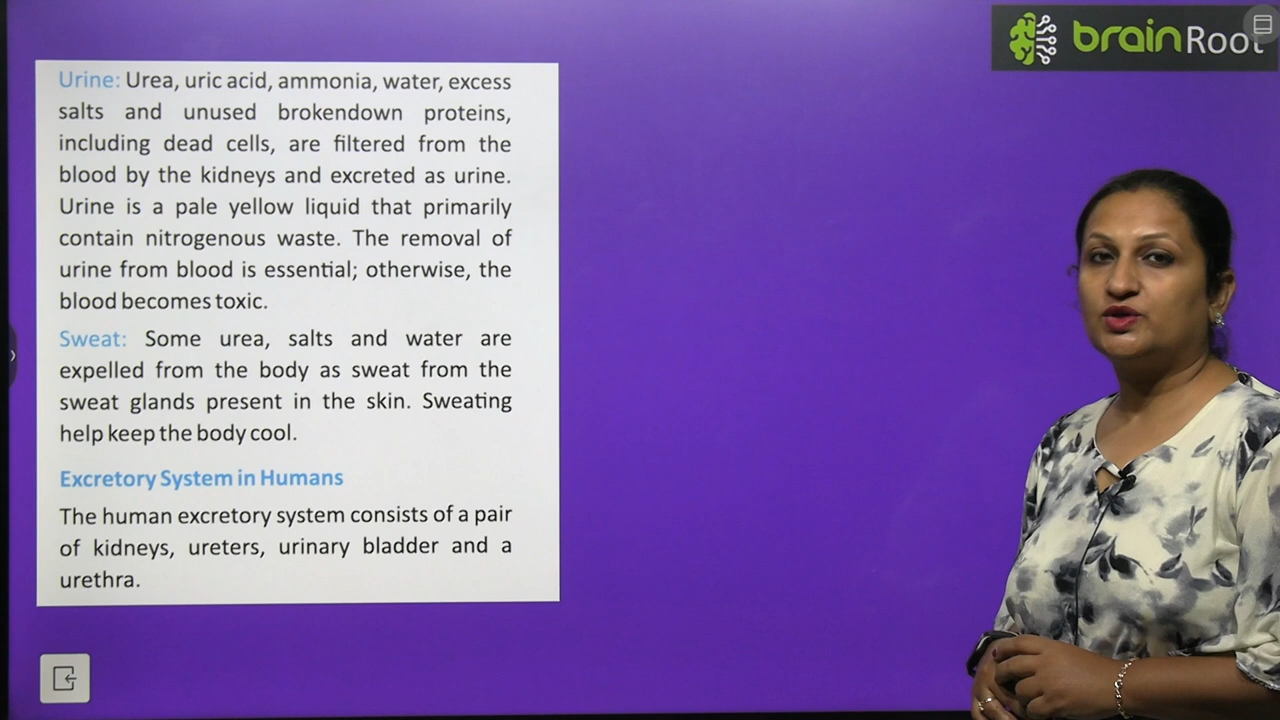 brainRoot
Urine: Urea, uric acid, ammonia, water, excess
salts and unused brokendown proteins,
including dead cells, are filtered from the
blood by the kidneys and excreted as urine.
Urine is a pale yellow liquid that primarily
contain nitrogenous waste. The removal of
urine from blood is essential; otherwise, the
blood becomes toxic.
Sweat: Some urea, salts and water are
expelled from the body as sweat from the
sweat glands present in the skin. Sweating
help keep the body cool.
Excretory System in Humans
The human excretory system consists of a pair
of kidneys, ureters, urinary bladder and a
urethra.